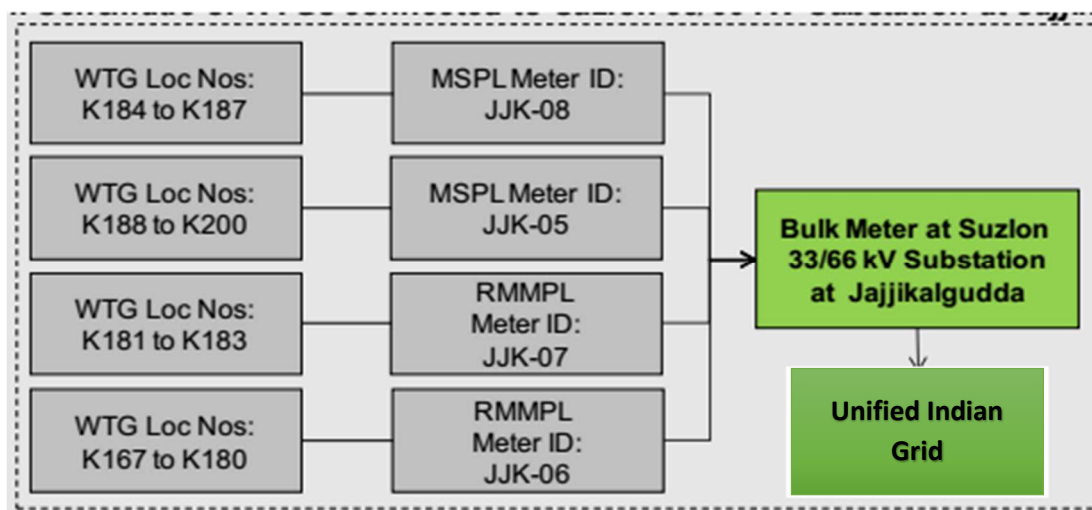 WTG Loc Nos:
K184 to K187
MSPL Meter ID:
JJK-08
WTG Loc Nos:
K188 to K200
MSPL Meter ID:
JJK-05
WTG Loc Nos:
K181 to K183
RMMPL
Meter ID:
JJK-07
WTG Loc Nos:
K167 to K180
RMMPL
Meter ID:
JJK-06
Bulk Meter at Suzlon
33/66 kV Substation
at Jajjikalgudda
Unified Indian
Grid